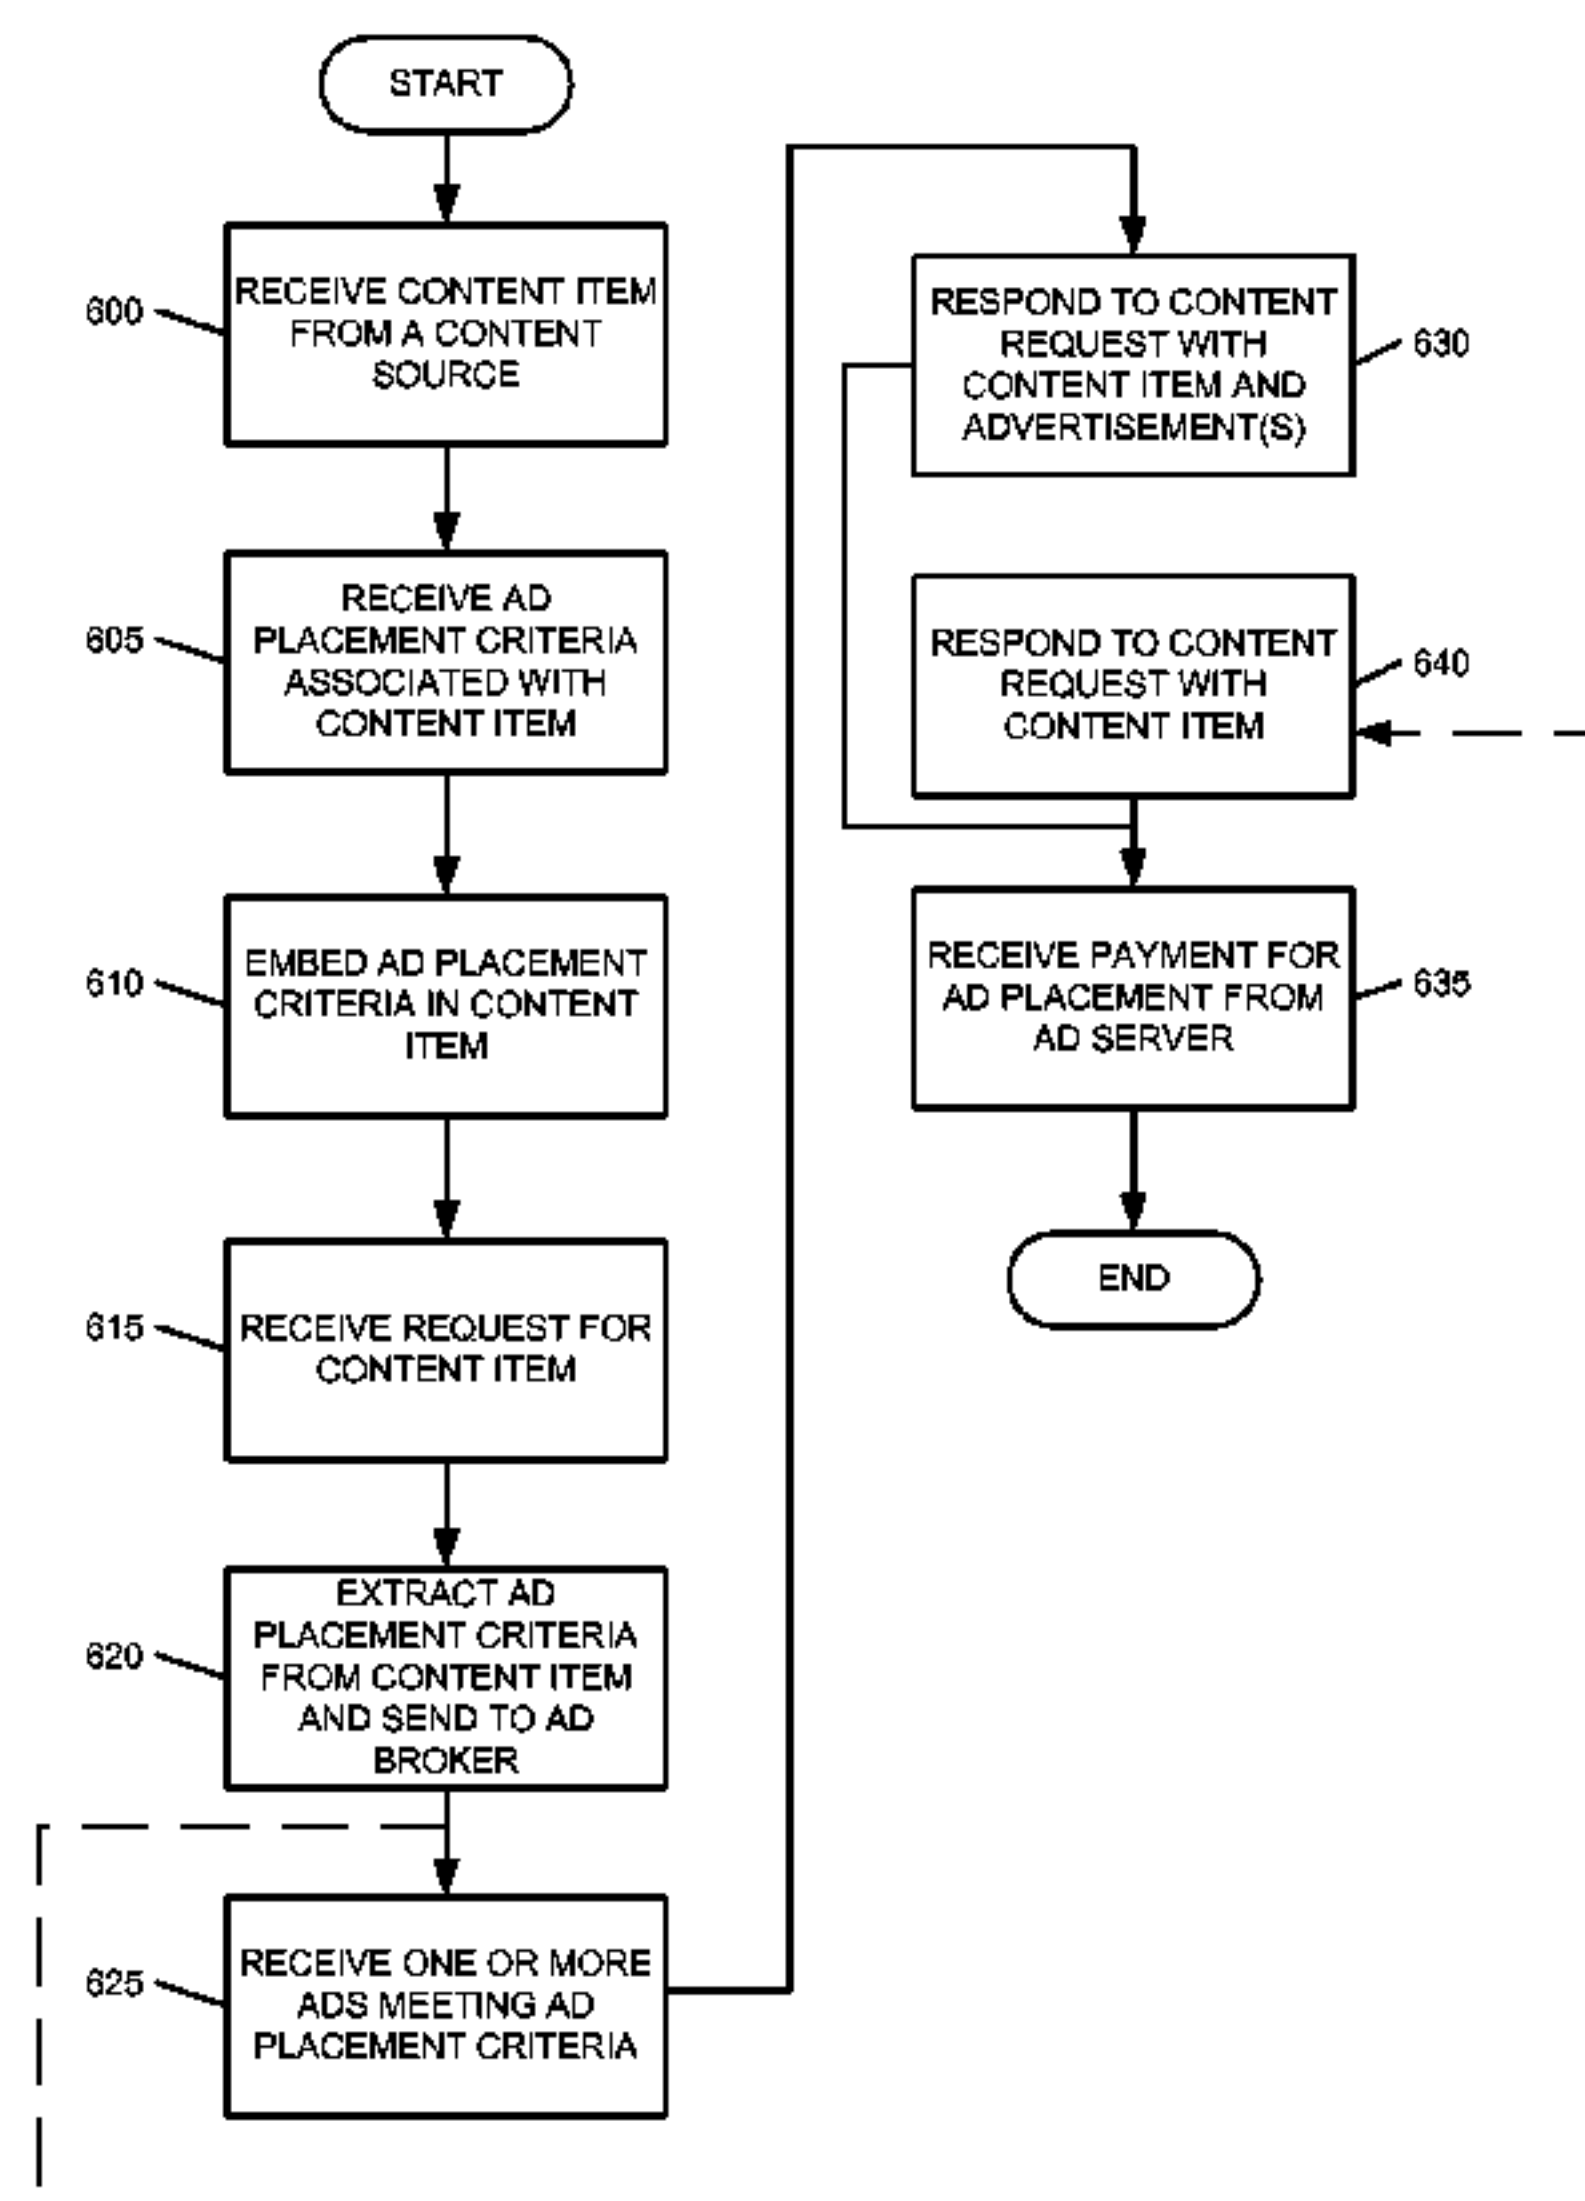 START
600
RECEIVE CONTENT ITEM
FROM A CONTENT
SOURCE
605
RECEIVE AD
PLACEMENT CRITERIA
ASSOCIATED WITH
CONTENT ITEM
610
EMBED AD PLACEMENT
CRITERIA IN CONTENT
ITEM
615
RECEIVE REQUEST FOR
CONTENT ITEM
620
EXTRACT AD
PLACEMENT CRITERIA
FROM CONTENT ITEM
AND SEND TO AD
BROKER
625
RECEIVE ONE OR MORE
ADS MEETING AD
PLACEMENT CRITERIA
RESPOND TO CONTENT
REQUEST WITH
CONTENT ITEM AND
ADVERTISEMENT(S)
630
RESPOND TO CONTENT
REQUEST WITH
CONTENT ITEM
640
RECEIVE PAYMENT FOR
AD PLACEMENT FROM
AD SERVER
635
END